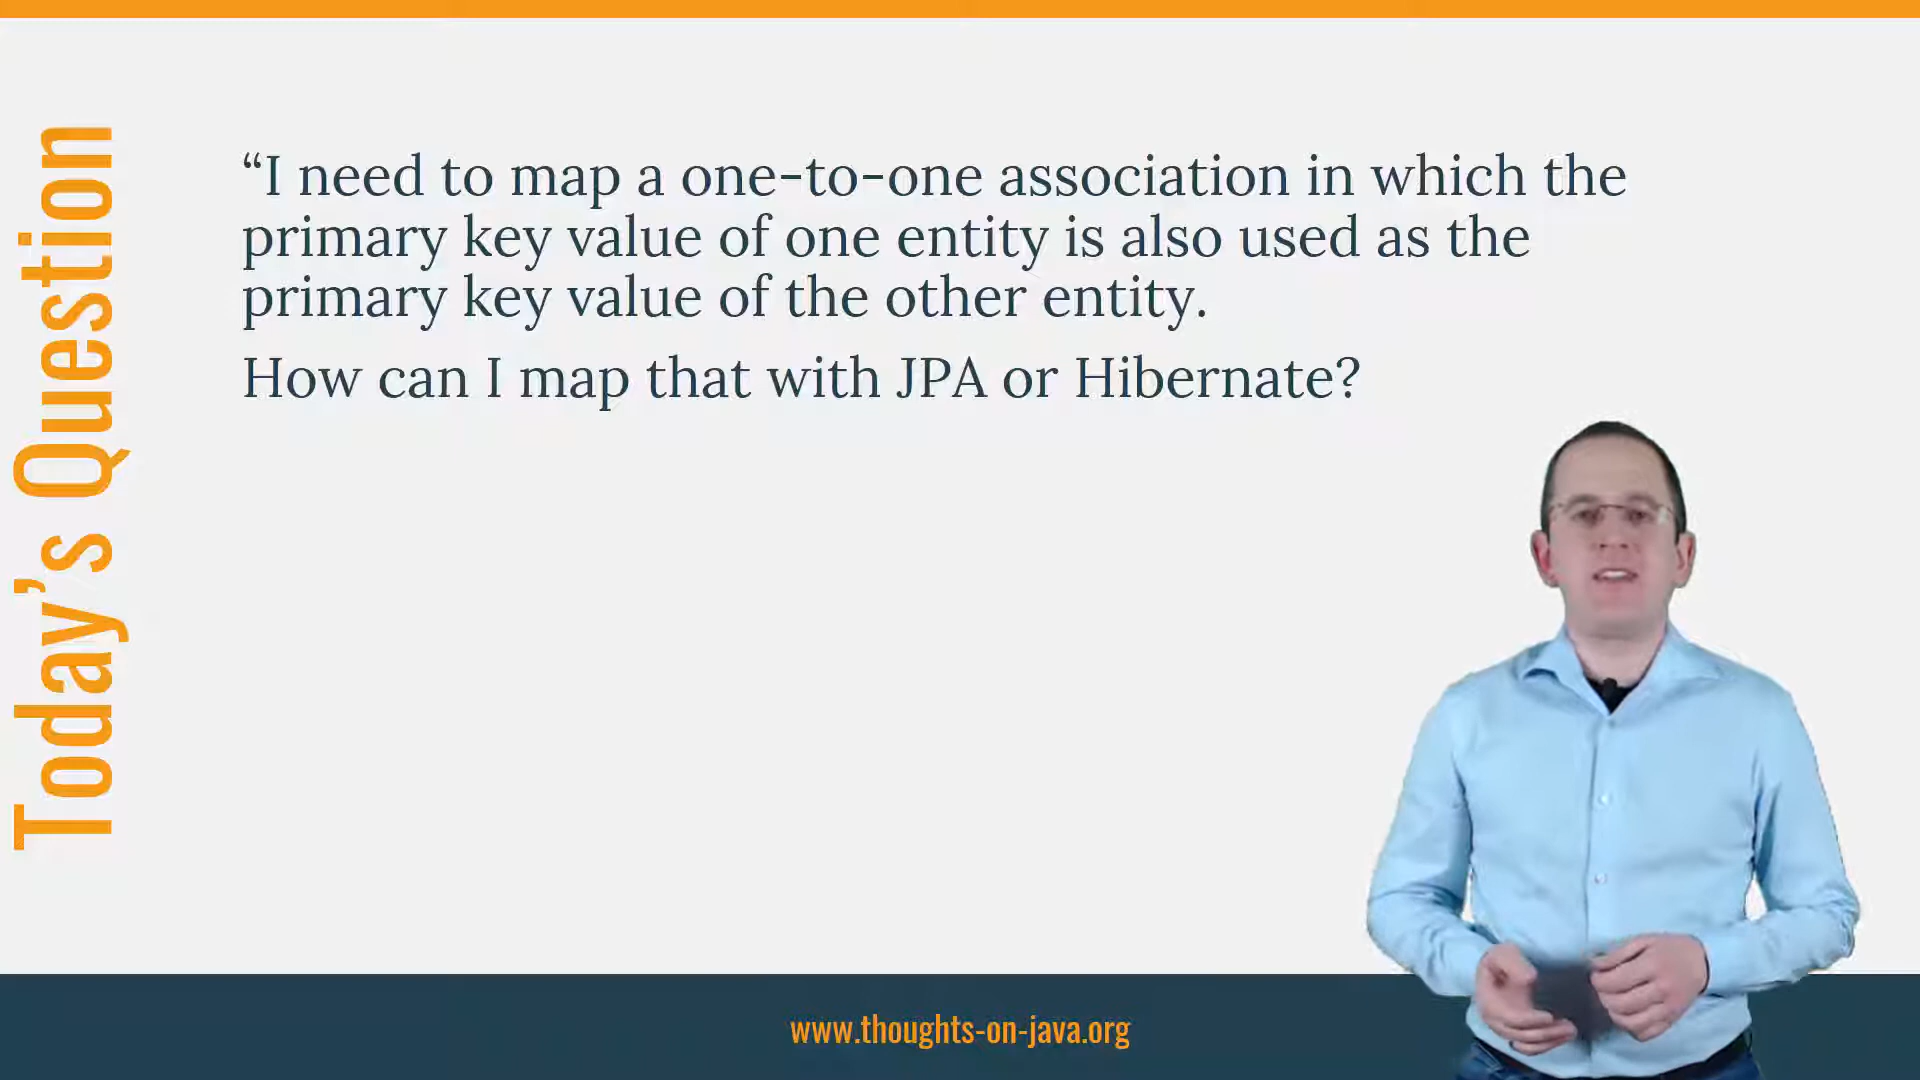 Today's Question
“I need to map a one-to-one association in which the
primary key value of one entity is also used as the
primary key value of the other entity.
How can I map that with JPA or Hibernate?
www.thoughts-on-java.org